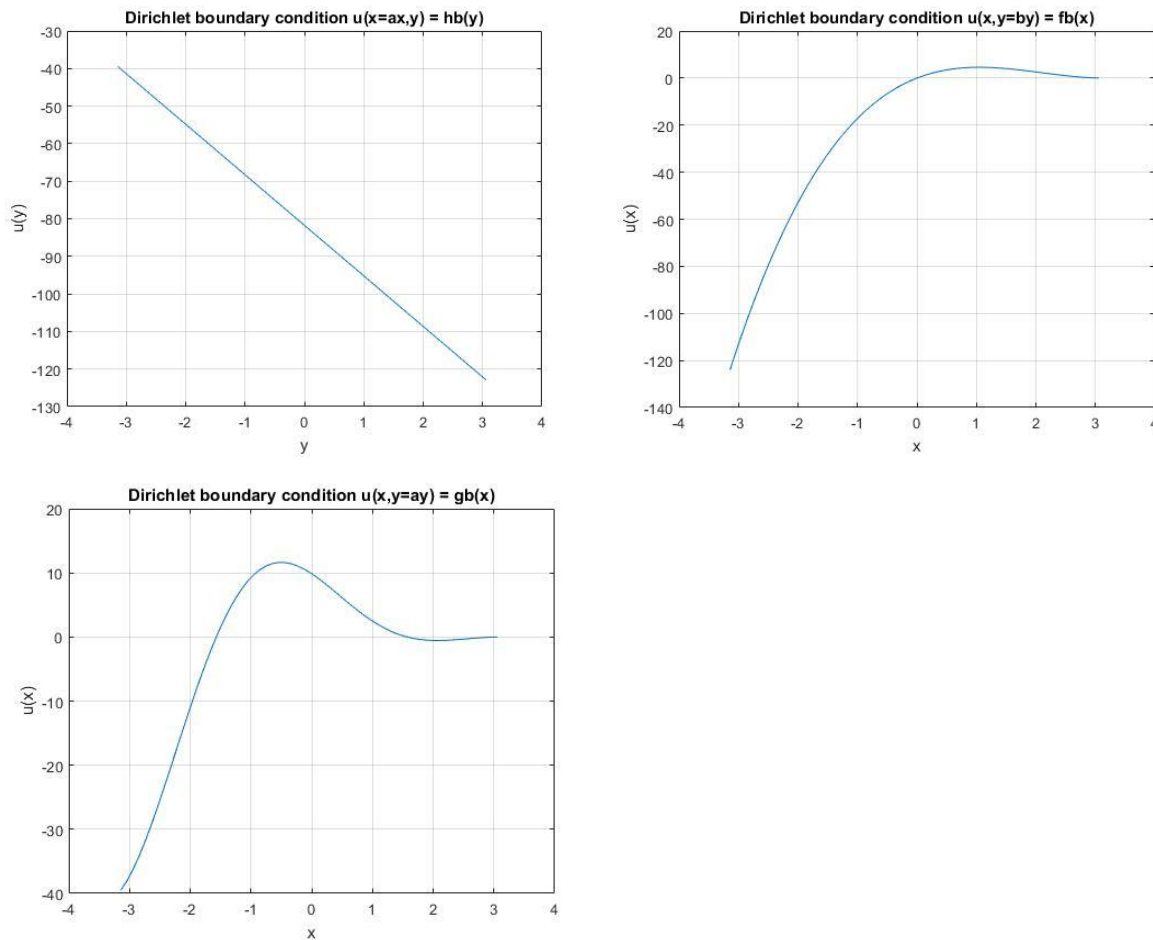 Dirichlet boundary condition u(x=ax,y) = hb(y)
-30
-40
-50
-60
-70
-80
-90
-100
-110
-120
-130
u(y)
-4 -3 -2 -1 0 1 2 3 4
y
Dirichlet boundary condition u(x,y=by) = fb(x)
20
0
-20
-40
-60
-80
-100
-120
-140
u(x)
-4 -3 -2 -1 0 1 2 3 4
x
Dirichlet boundary condition u(x,y=ay) = gb(x)
20
10
0
-10
-20
-30
-40
u(x)
-4 -3 -2 -1 0 1 2 3 4
x